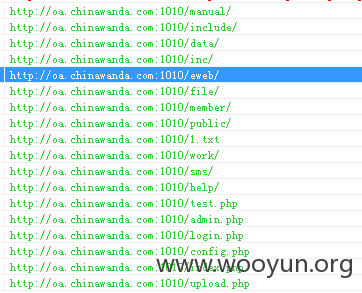 http://oa.chinawanda.com:1010/manual/
http://oa.chinawanda.com:1010/include/
http://oa.chinawanda.com:1010/data/
http://oa.chinawanda.com:1010/inc/
http://oa.chinawanda.com:1010/eweb/
http://oa.chinawanda.com:1010/file/
http://oa.chinawanda.com:1010/member/
http://oa.chinawanda.com:1010/public/
http://oa.chinawanda.com:1010/1.txt
http://oa.chinawanda.com:1010/work/
http://oa.chinawanda.com:1010/sms/
http://oa.chinawanda.com:1010/help/
http://oa.chinawanda.com:1010/test.php
http://oa.chinawanda.com:1010/admin.php
http://oa.chinawanda.com:1010/login.php
http://oa.chinawanda.com:1010/config.php
http://oa.chinawanda.com:1010/index.php
http://oa.chinawanda.com:1010/upload.php
www.wooyun.org